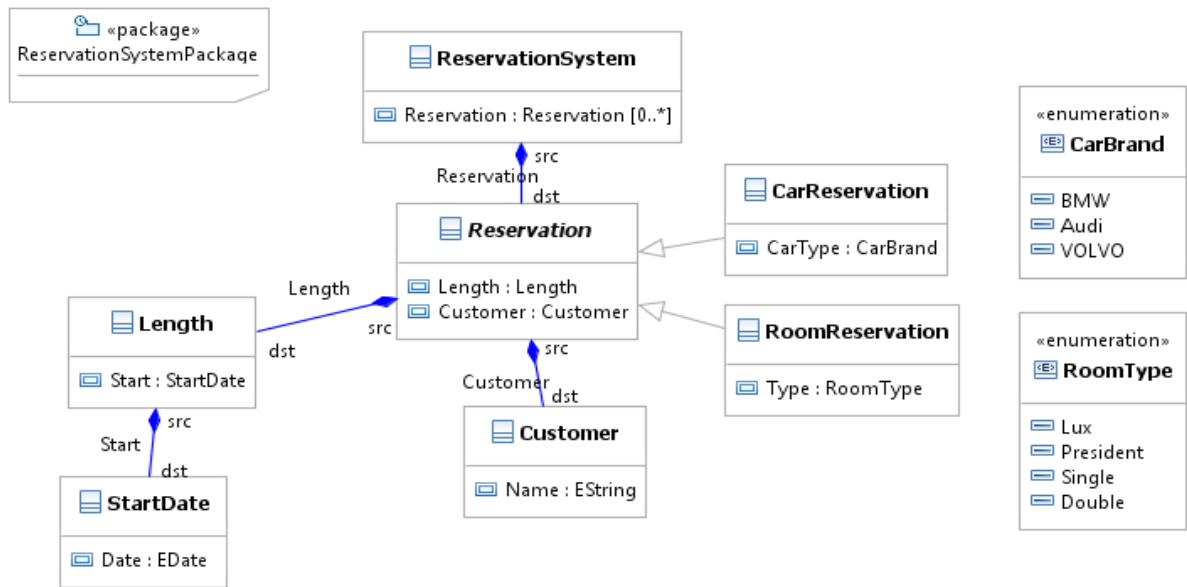 «package»
ReservationSystemPackage
ReservationSystem
Reservation : Reservation [0..*]
src
Reservation
dst
Reservation
Length : Length
Customer : Customer
CarReservation
CarType : CarBrand
RoomReservation
Type : RoomType
Length
src
dst
Length
Start : StartDate
src
Start
dst
StartDate
Date : EDate
src
Customer
dst
Customer
Name : EString
«enumeration»
<E> CarBrand
BMW
Audi
VOLVO
«enumeration»
<E> RoomType
Lux
President
Single
Double